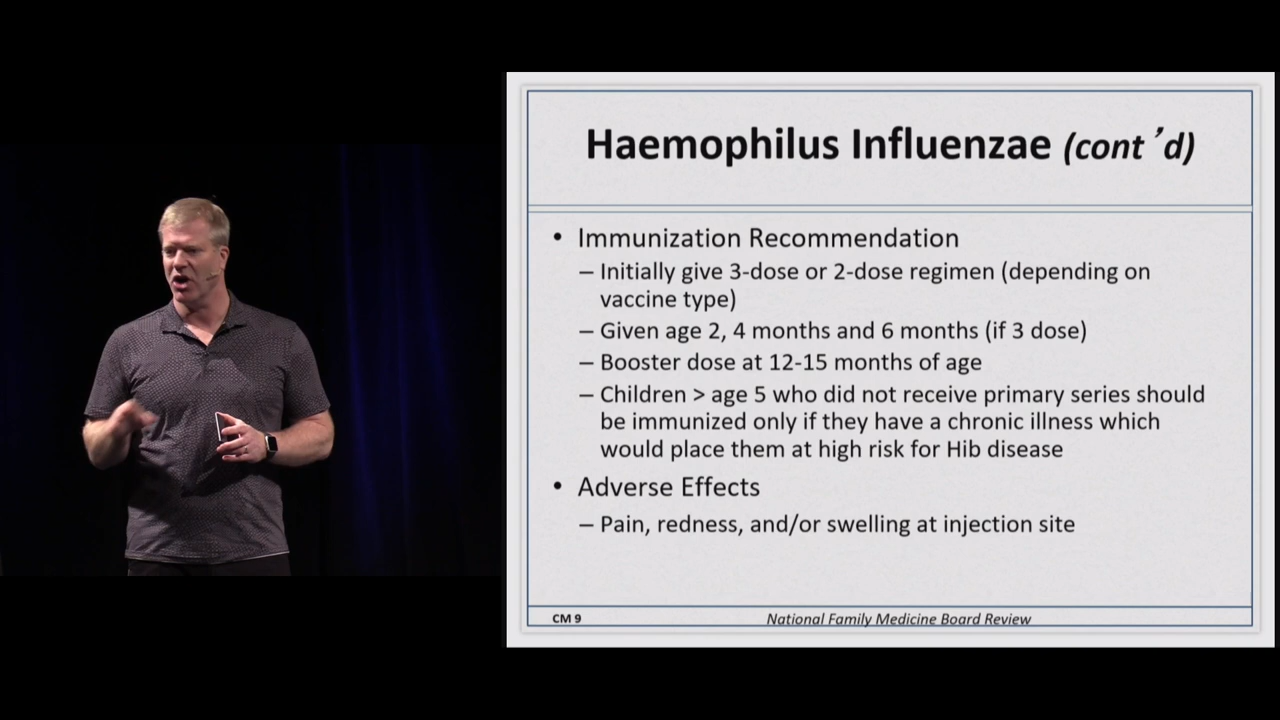 Haemophilus Influenzae (cont'd)
• Immunization Recommendation
– Initially give 3-dose or 2-dose regimen (depending on
vaccine type)
– Given age 2, 4 months and 6 months (if 3 dose)
– Booster dose at 12-15 months of age
– Children > age 5 who did not receive primary series should
be immunized only if they have a chronic illness which
would place them at high risk for Hib disease
• Adverse Effects
– Pain, redness, and/or swelling at injection site
CM 9
National Family Medicine Board Review